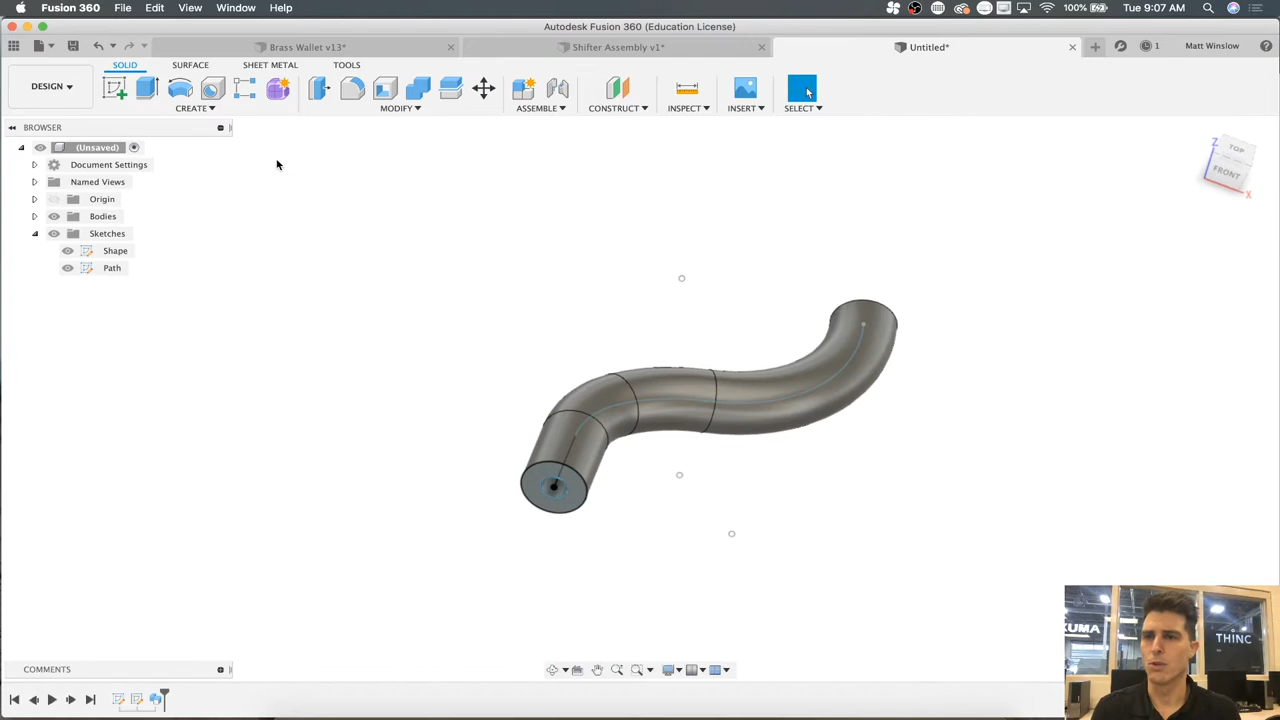 Fusion 360 File Edit View Window Help
100% Tue 9:07 AM
Autodesk Fusion 360 (Education License)
Brass Wallet v13*
Shifter Assembly v1*
Untitled*
1
Matt Winslow
SOLID SURFACE SHEET METAL TOOLS
DESIGN
CREATE MODIFY ASSEMBLE CONSTRUCT INSPECT INSERT SELECT
BROWSER
(Unsaved)
Document Settings
Named Views
Origin
Bodies
Sketches
Shape
Path
TOP
FRONT
Z
X
KUMA
THINC
COMMENTS